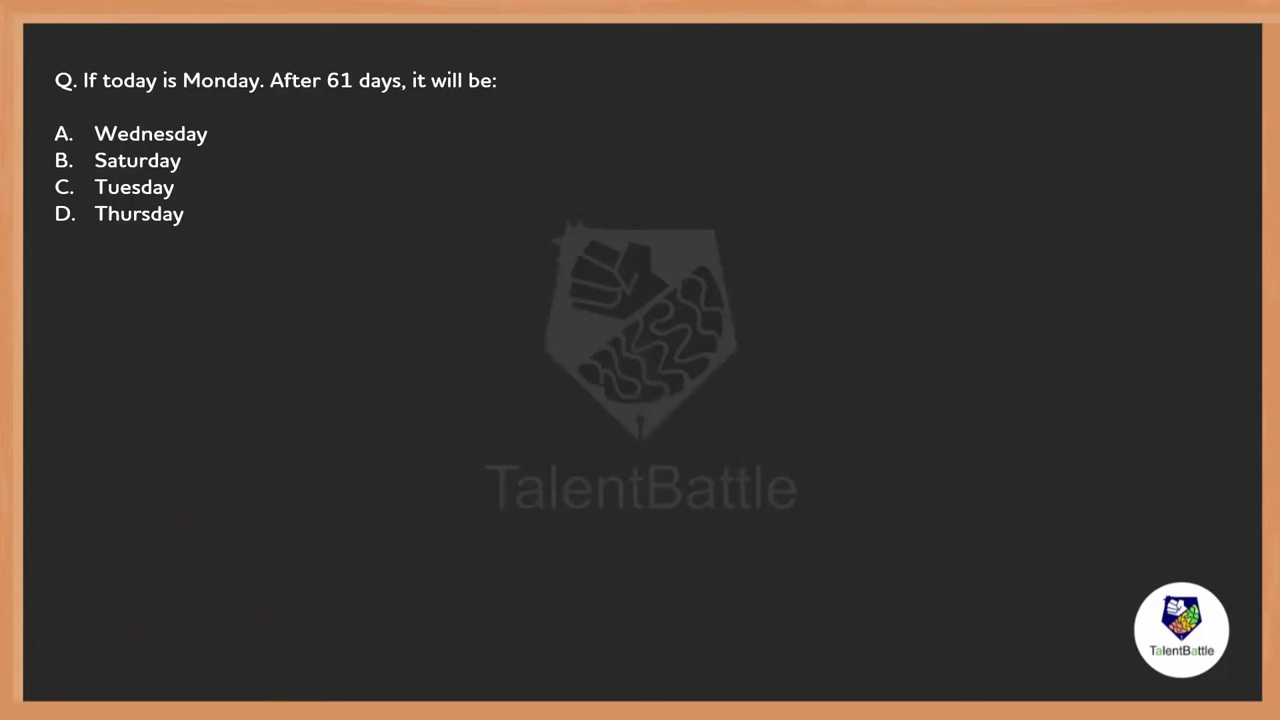 Q. If today is Monday. After 61 days, it will be:
A. Wednesday
B. Saturday
C. Tuesday
D. Thursday
TalentBattle
TalentBattle